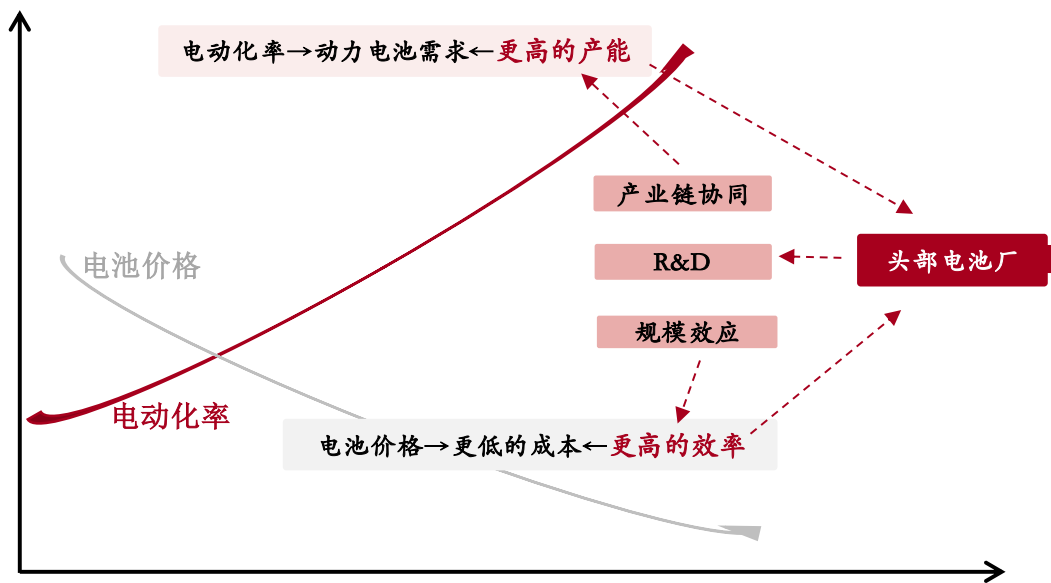 电动化率→动力电池需求←更高的产能
产业链协同
电池价格
R&D
头部电池厂
规模效应
电动化率
电池价格→更低的成本←更高的效率